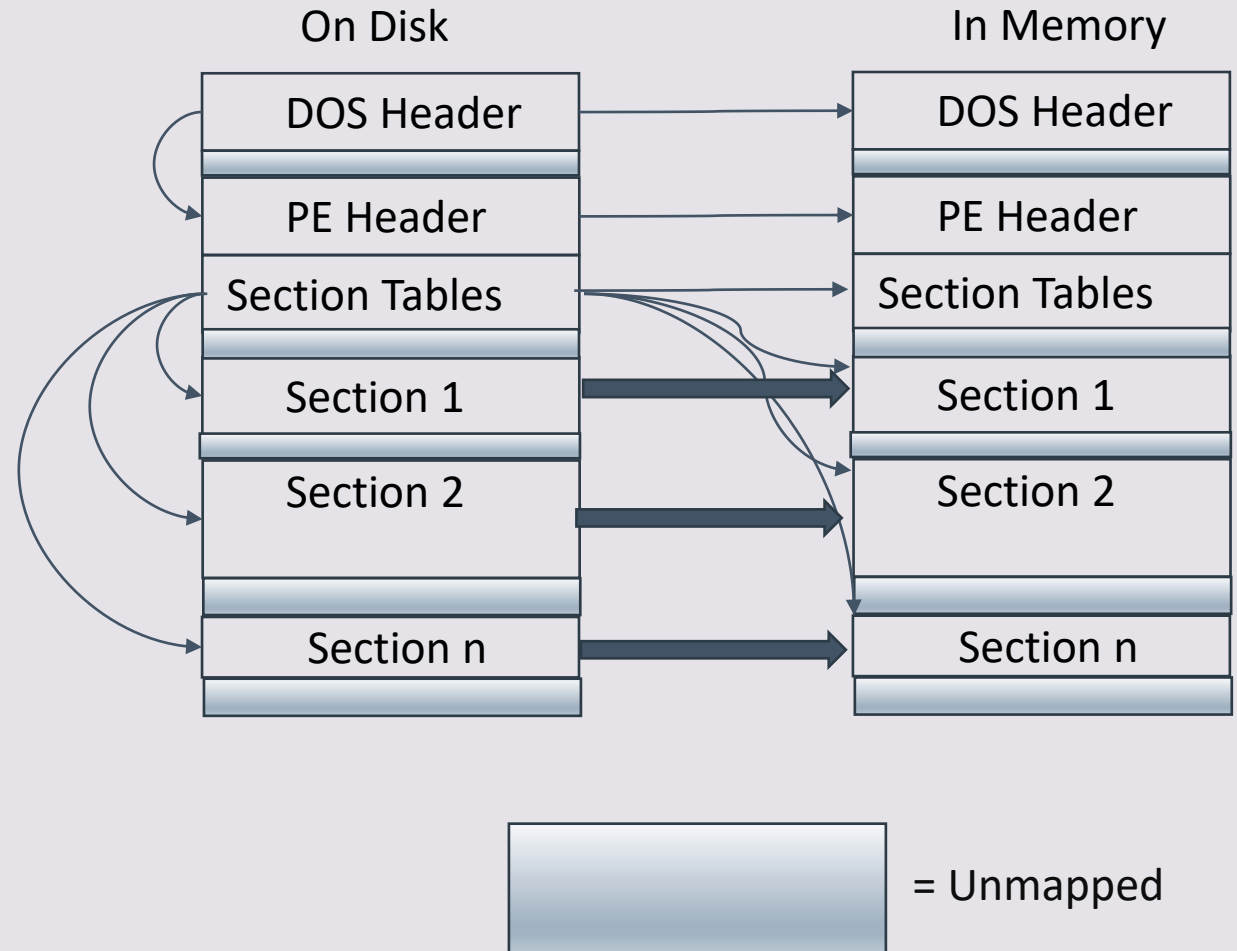 On Disk
In Memory
DOS Header
DOS Header
PE Header
PE Header
Section Tables
Section Tables
Section 1
Section 1
Section 2
Section 2
Section n
Section n
= Unmapped